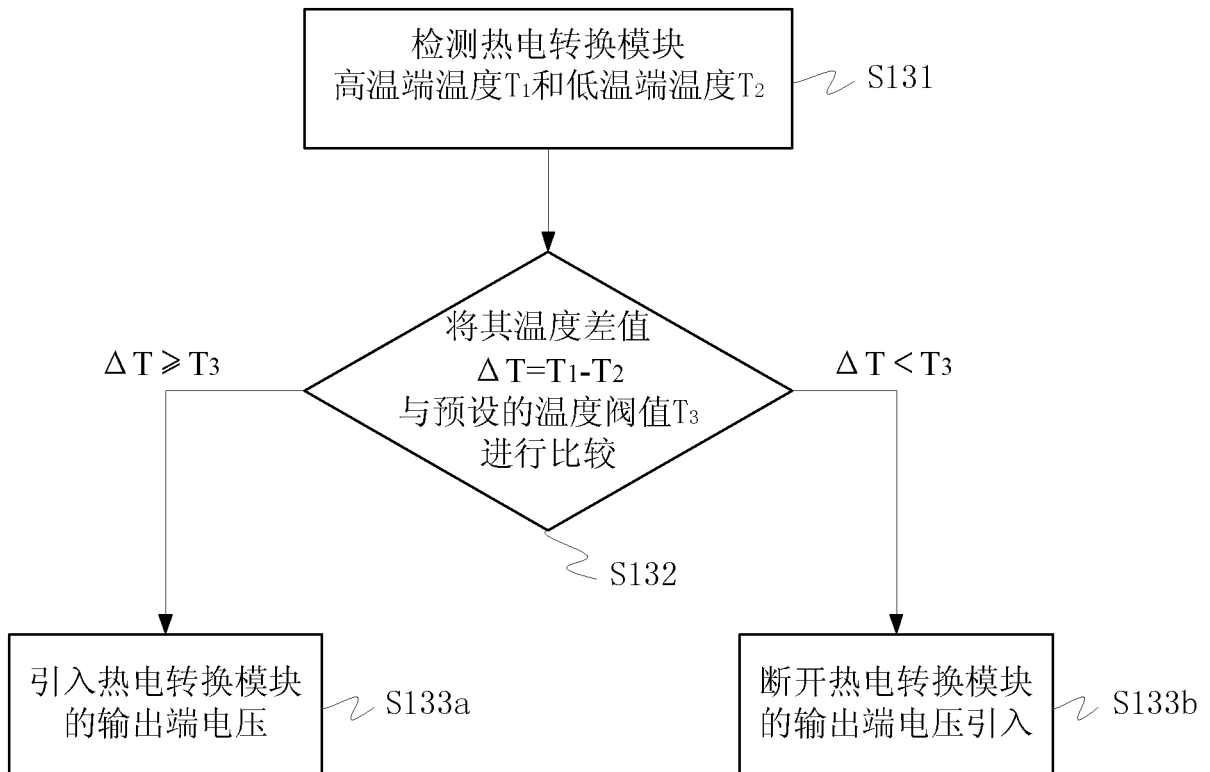 检测热电转换模块
高温端温度T₁和低温端温度T₂
S131
将其温度差值
ΔT=T₁-T₂
与预设的温度阀值T₃
进行比较
ΔT≥T₃
ΔT<T₃
S132
引入热电转换模块
的输出端电压
S133a
断开热电转换模块
的输出端电压引入
S133b